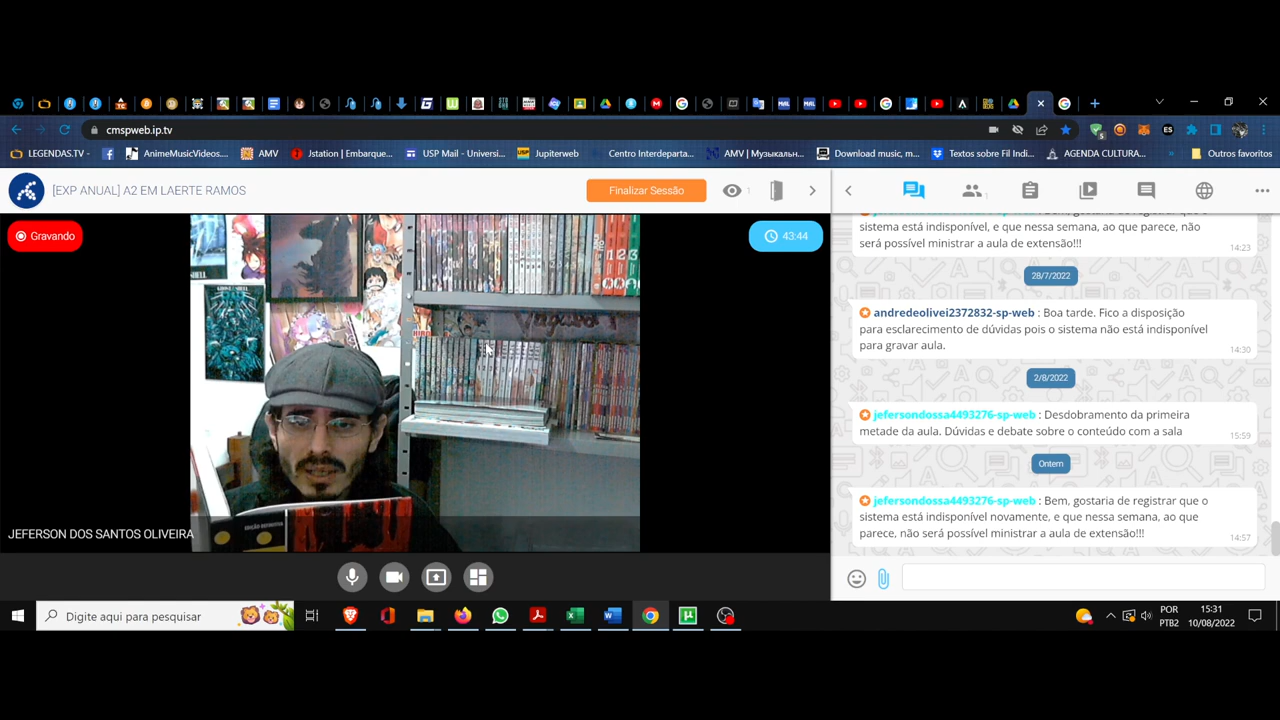 cmspweb.ip.tv
LEGENDAS.TV -
AnimeMusicVideos....
AMV
Jstation | Embarque...
USP Mail - Universi...
Jupiterweb
Centro Interdeparta...
AMV | Музыкальн...
Download music, m...
Textos sobre Fil Indi...
AGENDA CULTURA...
»
Outros favoritos
[EXP ANUAL] A2 EM LAERTE RAMOS
Finalizar Sessão
1
1
Gravando
43:44
JEFERSON DOS SANTOS OLIVEIRA
sistema está indisponível, e que nessa semana, ao que parece, não
será possível ministrar a aula de extensão!!!
14:23
28/7/2022
andredeolivei2372832-sp-web : Boa tarde. Fico a disposição
para esclarecimento de dúvidas pois o sistema não está indisponível
para gravar aula.
14:30
2/8/2022
jefersondossa4493276-sp-web : Desdobramento da primeira
metade da aula. Dúvidas e debate sobre o conteúdo com a sala
15:59
Ontem
jefersondossa4493276-sp-web : Bem, gostaria de registrar que o
sistema está indisponível novamente, e que nessa semana, ao que
parece, não será possível ministrar a aula de extensão!!!
14:57
Digite aqui para pesquisar
POR
PTB2
15:31
10/08/2022